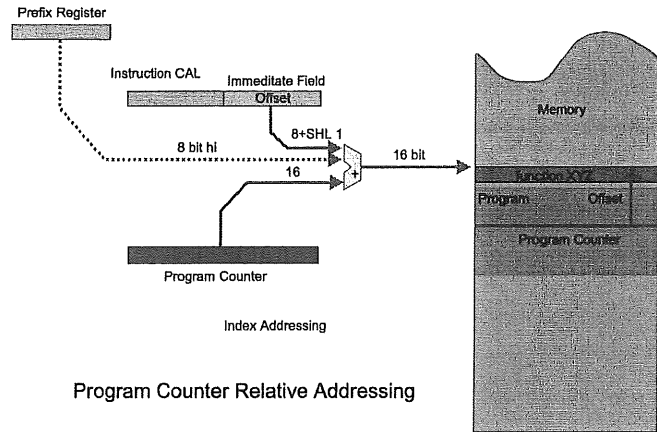 Prefix Register
Instruction CAL
Immeditate Field
Offset
Memory
8+SHL 1
8 bit hi
16 bit
+
16
function XYZ
Program
Offset
Program Counter
Program Counter
Index Addressing
Program Counter Relative Addressing